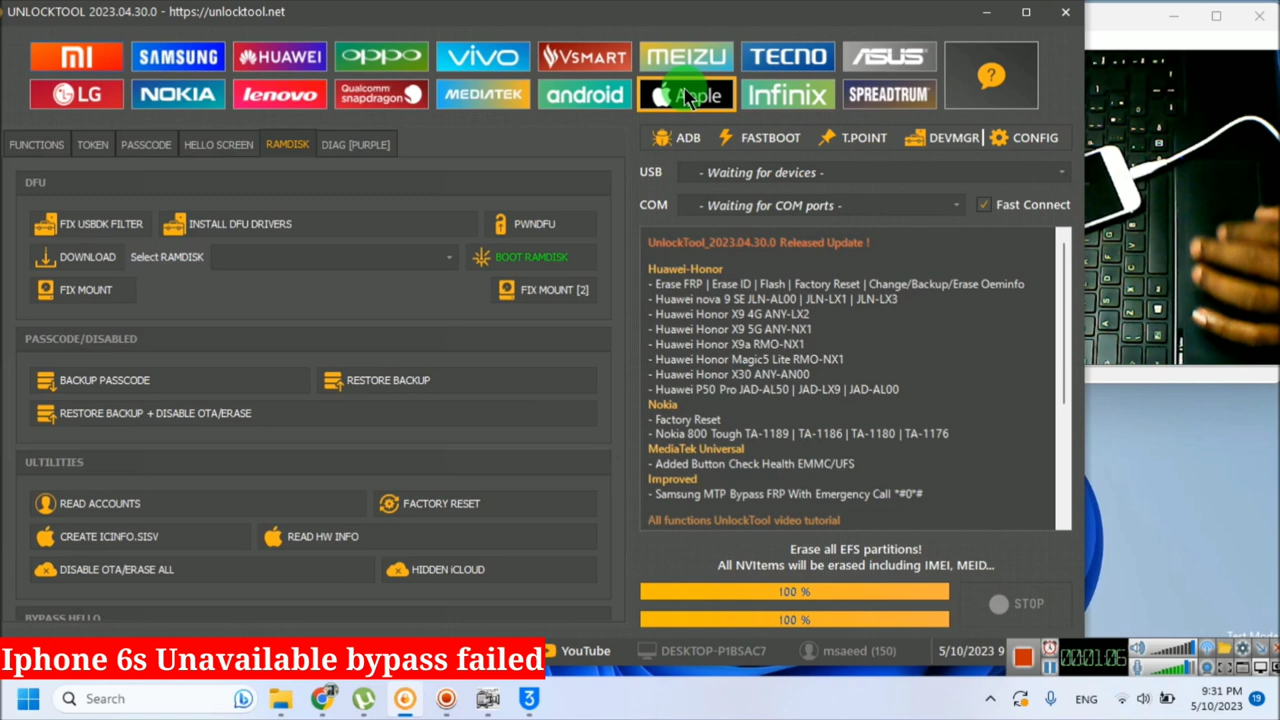 UNLOCKTOOL 2023.04.30.0 - https://unlocktool.net
mi SAMSUNG HUAWEI oppo vivo VSMART MEIZU TECNO ASUS
LG NOKIA lenovo Qualcomm snapdragon MEDIATEK android Apple Infinix SPREADTRUM
?
FUNCTIONS TOKEN PASSCODE HELLO SCREEN RAMDISK DIAG [PURPLE]
DFU
FIX USBDK FILTER INSTALL DFU DRIVERS PWNDFU
DOWNLOAD Select RAMDISK BOOT RAMDISK
FIX MOUNT FIX MOUNT [2]
PASSCODE/DISABLED
BACKUP PASSCODE RESTORE BACKUP
RESTORE BACKUP + DISABLE OTA/ERASE
ULTILITIES
READ ACCOUNTS FACTORY RESET
CREATE ICINFO.SISV READ HW INFO
DISABLE OTA/ERASE ALL HIDDEN iCLOUD
BYPASS HELLO
ADB FASTBOOT T.POINT DEVMGR CONFIG
USB - Waiting for devices -
COM - Waiting for COM ports - Fast Connect
UnlockTool_2023.04.30.0 Released Update !
Huawei-Honor
- Erase FRP | Erase ID | Flash | Factory Reset | Change/Backup/Erase Oeminfo
- Huawei nova 9 SE JLN-AL00 | JLN-LX1 | JLN-LX3
- Huawei Honor X9 4G ANY-LX2
- Huawei Honor X9 5G ANY-NX1
- Huawei Honor X9a RMO-NX1
- Huawei Honor Magic5 Lite RMO-NX1
- Huawei Honor X30 ANY-AN00
- Huawei P50 Pro JAD-AL50 | JAD-LX9 | JAD-AL00
Nokia
- Factory Reset
- Nokia 800 Tough TA-1189 | TA-1186 | TA-1180 | TA-1176
MediaTek Universal
- Added Button Check Health EMMC/UFS
Improved
- Samsung MTP Bypass FRP With Emergency Call *#0*#
All functions UnlockTool video tutorial
Erase all EFS partitions!
All NVItems will be erased including IMEI, MEID...
100 %
100 %
STOP
Test Mode
Iphone 6s Unavailable bypass failed
YouTube DESKTOP-P1BSAC7 msaeed (150) 5/10/2023 9
00:01:06
Search
ENG
9:31 PM
5/10/2023
19